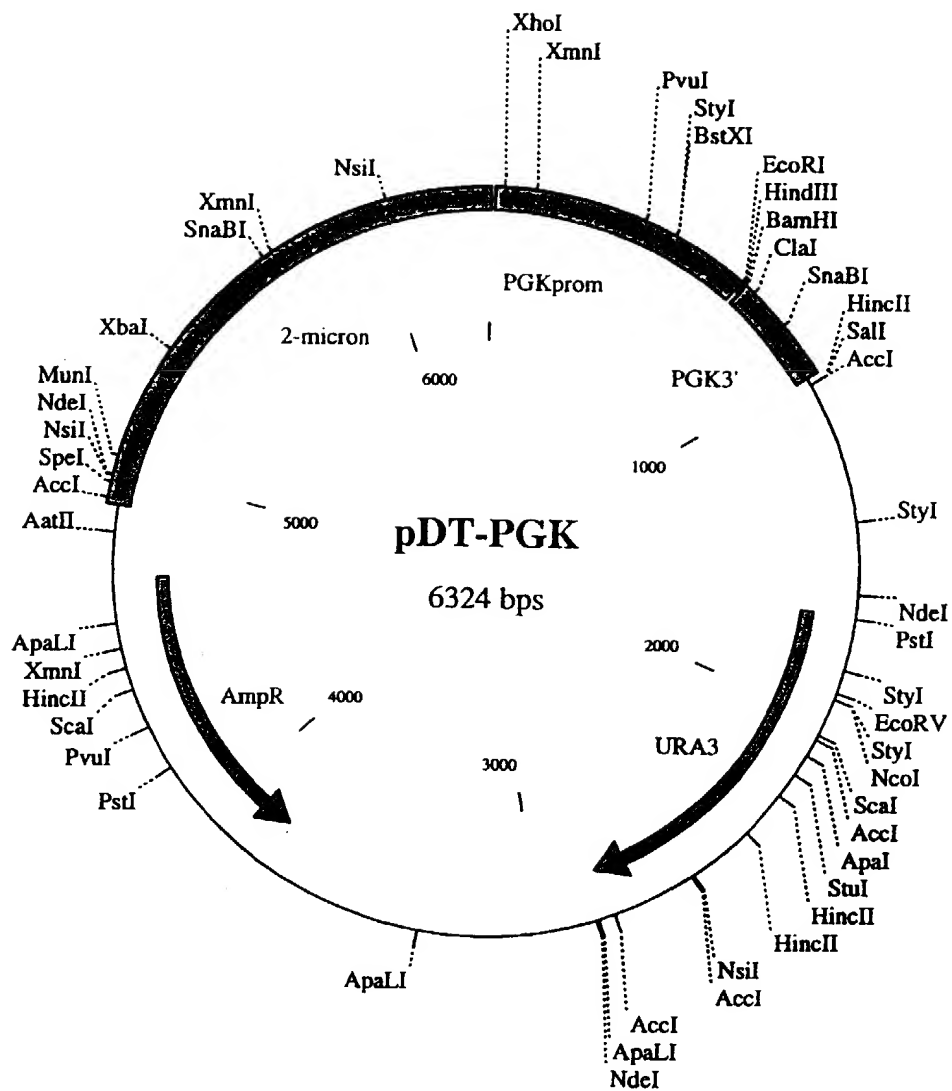 XhoI
XmnI
PvuI
StyI
BstXI
EcoRI
HindIII
BamHI
ClaI
SnaBI
HincII
SalI
AccI
StyI
NdeI
PstI
StyI
EcoRV
StyI
NcoI
ScaI
AccI
ApaI
StuI
HincII
HincII
NsiI
AccI
AccI
ApaLI
NdeI
ApaLI
PstI
PvuI
ScaI
HincII
XmnI
ApaLI
AatII
AccI
SpeI
NsiI
NdeI
MunI
XbaI
SnaBI
XmnI
NsiI
PGKprom
2-micron
6000
PGK3'
1000
5000
pDT-PGK
6324 bps
2000
AmpR
4000
URA3
3000